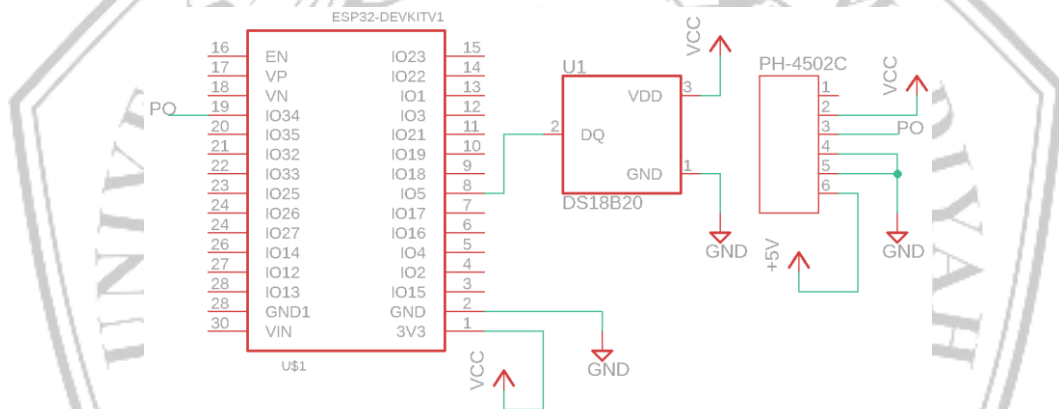 ESP32-DEVKITV1
16 EN IO23 15
17 VP IO22 14
18 VN IO1 13
PO 19 IO34 IO3 12
20 IO35 IO21 11
21 IO32 IO19 10
22 IO33 IO18 9
23 IO25 IO5 8
24 IO26 IO17 7
24 IO27 IO16 6
26 IO14 IO4 5
27 IO12 IO2 4
28 IO13 IO15 3
28 GND1 GND 2
30 VIN 3V3 1
U$1
VCC
GND
U1
VDD 3
2 DQ
GND 1
DS18B20
VCC
GND
PH-4502C
1
2
3 PO
4
5
6
VCC
GND
+5V
UNIV
DIYAH